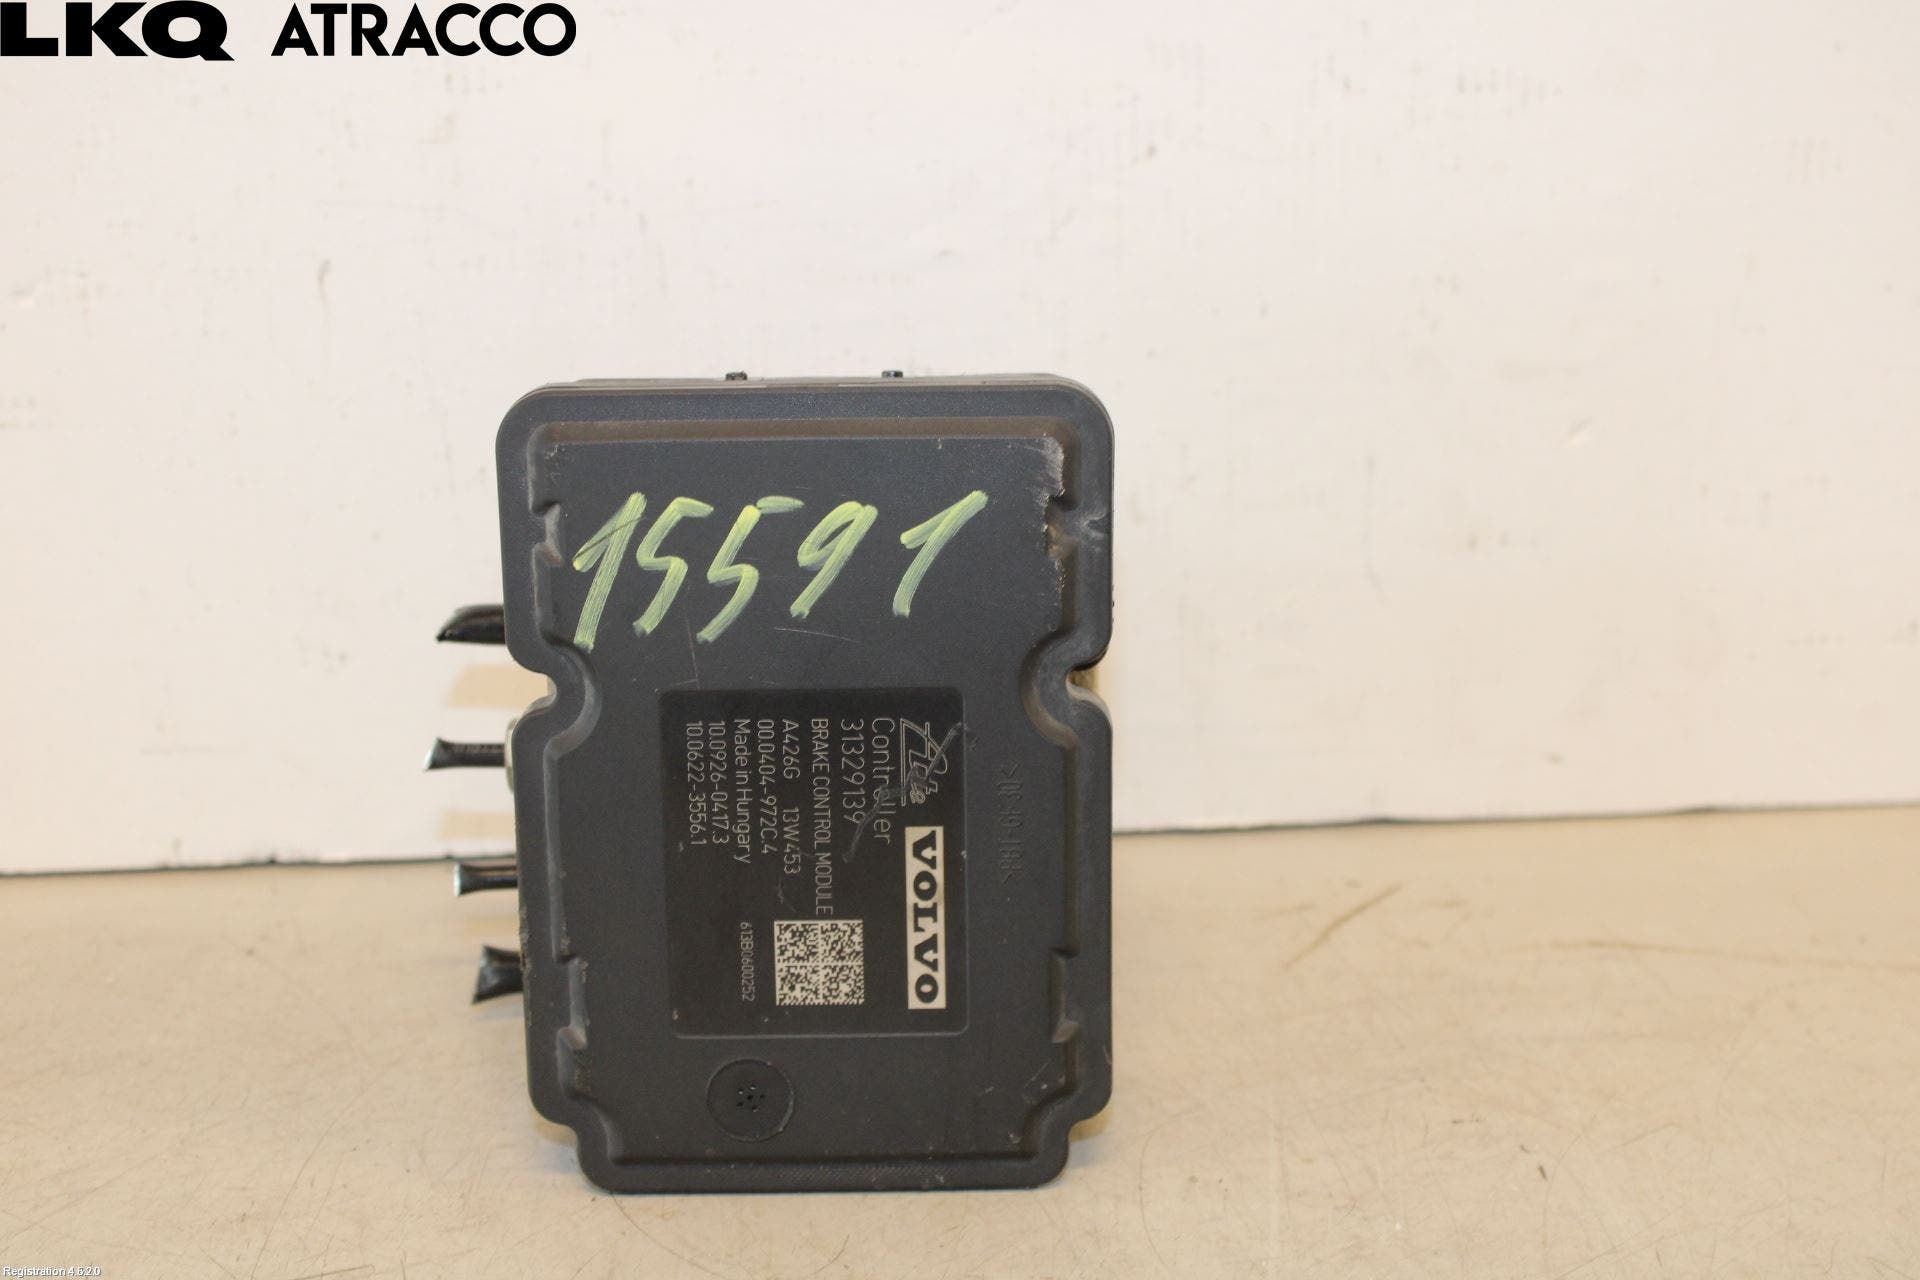 LKQ ATRACCO
15591
Ate VOLVO
Controller
31329139
BRAKE CONTROL MODULE
A426G 13W453
00.0404-972C.4
Made in Hungary
10.0926-0417.3
10.0622-3556.1
613B0600252
Registration 4.6.2.0